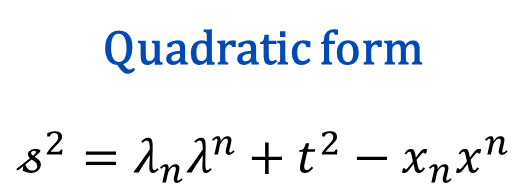 Quadratic form
𝓈² = λₙλⁿ + t² − xₙxⁿ